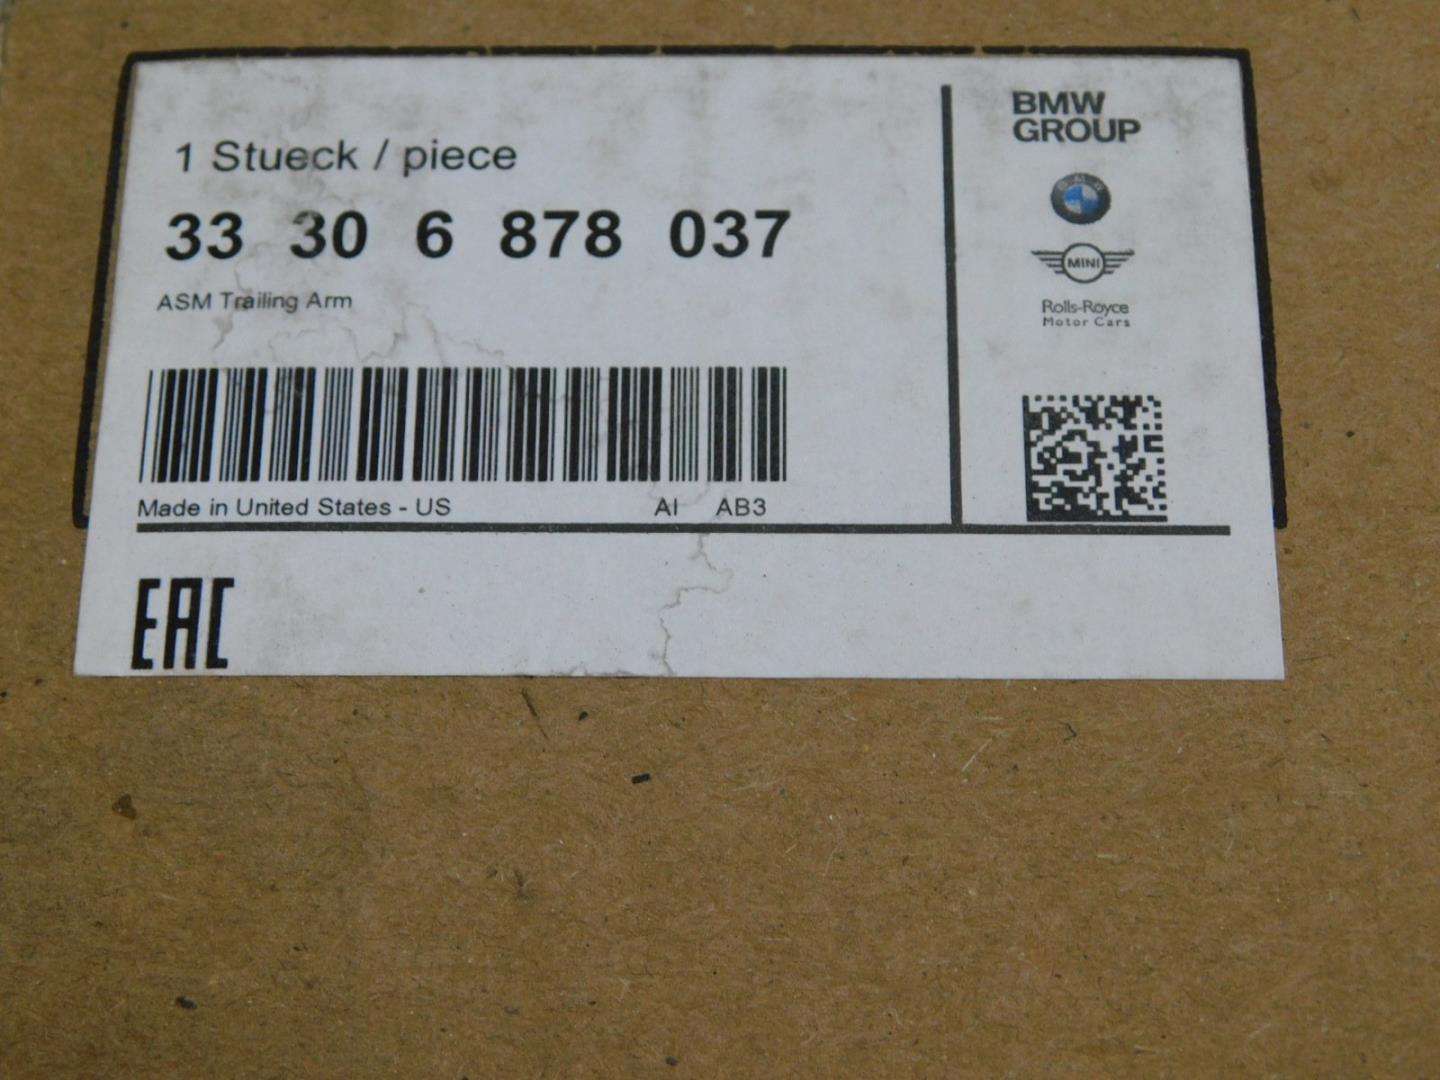 1 Stueck / piece
33 30 6 878 037
ASM Trailing Arm
Made in United States - US AI AB3
EAC
BMW
GROUP
BMW
MINI
Rolls-Royce
Motor Cars